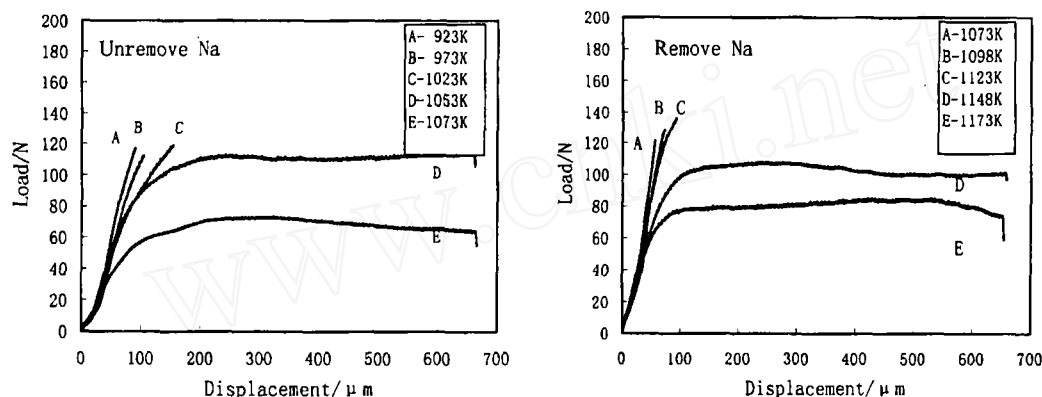 200
180
160
140
120
100
80
60
40
20
0
Load/N
Unremove Na
A- 923K
B- 973K
C-1023K
D-1053K
E-1073K
A
B
C
D
E
0 100 200 300 400 500 600 700
Displacement/μm
200
180
160
140
120
100
80
60
40
20
0
Load/N
Remove Na
A-1073K
B-1098K
C-1123K
D-1148K
E-1173K
A
B
C
D
E
0 100 200 300 400 500 600 700
Displacement/μm
www.cnki.net